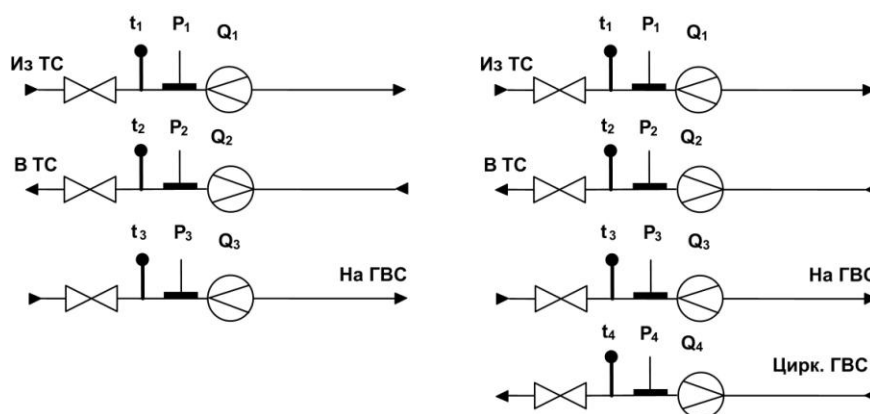 t₁ P₁ Q₁
Из ТС
t₂ P₂ Q₂
В ТС
t₃ P₃ Q₃
На ГВС
t₁ P₁ Q₁
Из ТС
t₂ P₂ Q₂
В ТС
t₃ P₃ Q₃
На ГВС
t₄ P₄ Q₄
Цирк. ГВС